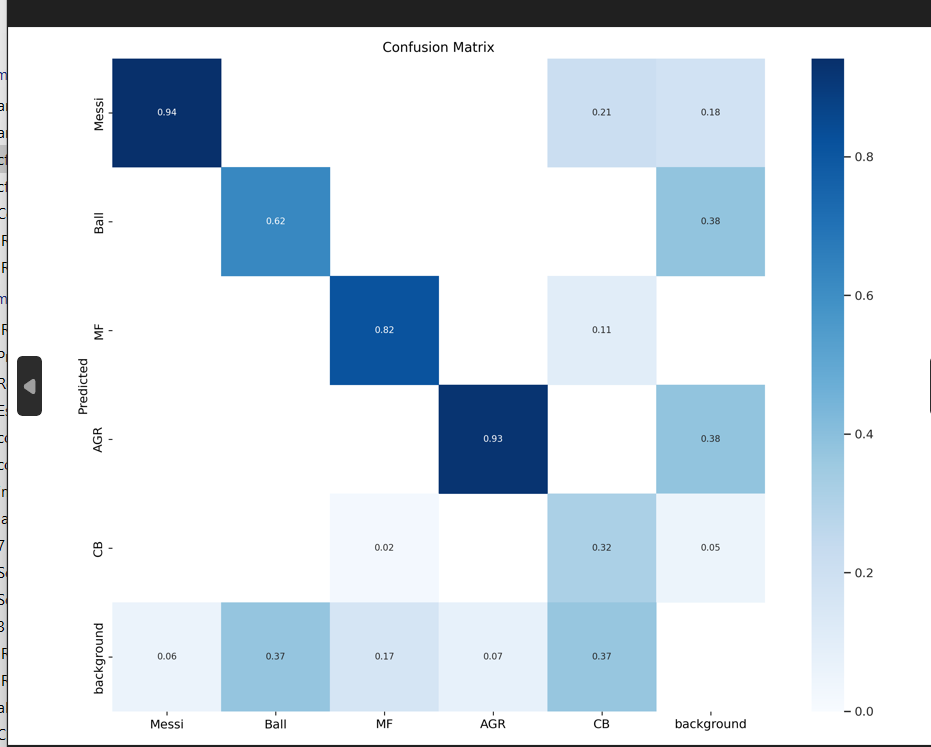 Confusion Matrix
Messi
0.94
0.21
0.18
Ball
0.62
0.38
MF
0.82
0.11
Predicted
AGR
0.93
0.38
CB
0.02
0.32
0.05
background
0.06
0.37
0.17
0.07
0.37
Messi
Ball
MF
AGR
CB
background
0.8
0.6
0.4
0.2
0.0